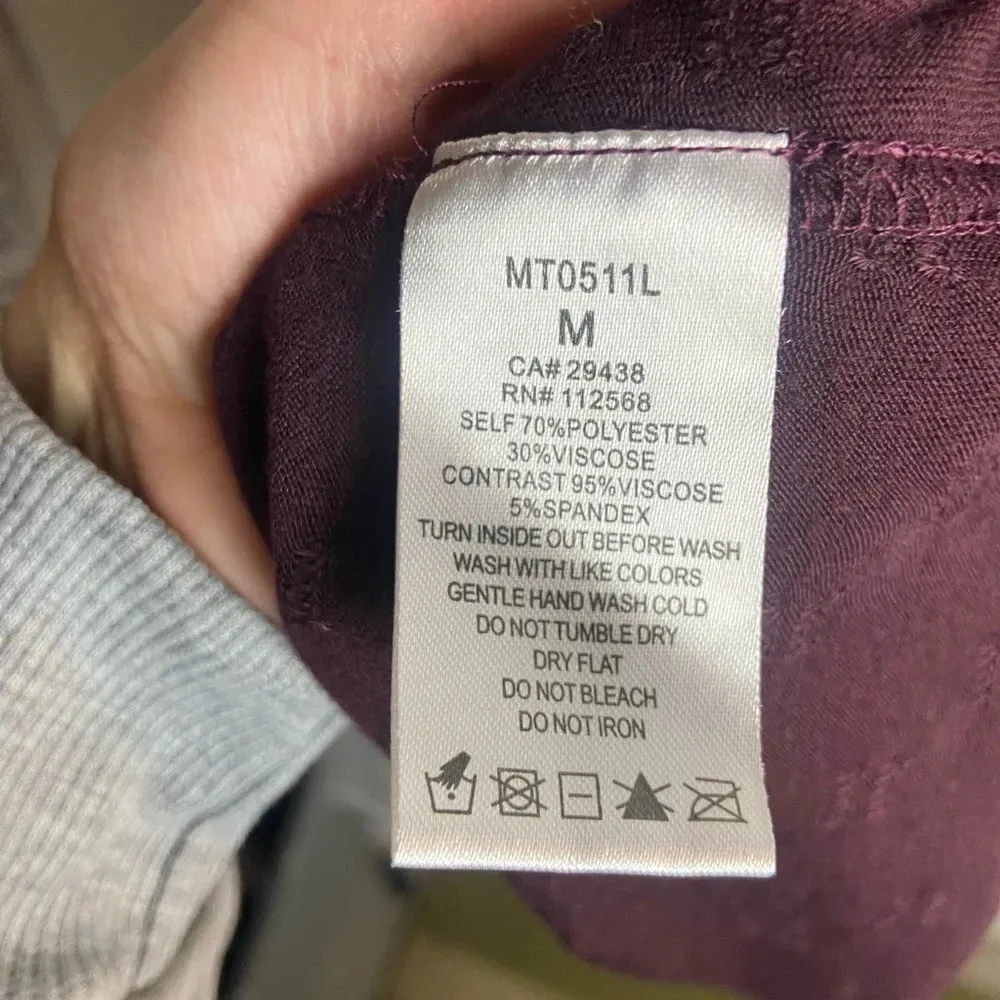 MT0511L
M
CA# 29438
RN# 112568
SELF 70%POLYESTER
30%VISCOSE
CONTRAST 95%VISCOSE
5%SPANDEX
TURN INSIDE OUT BEFORE WASH
WASH WITH LIKE COLORS
GENTLE HAND WASH COLD
DO NOT TUMBLE DRY
DRY FLAT
DO NOT BLEACH
DO NOT IRON